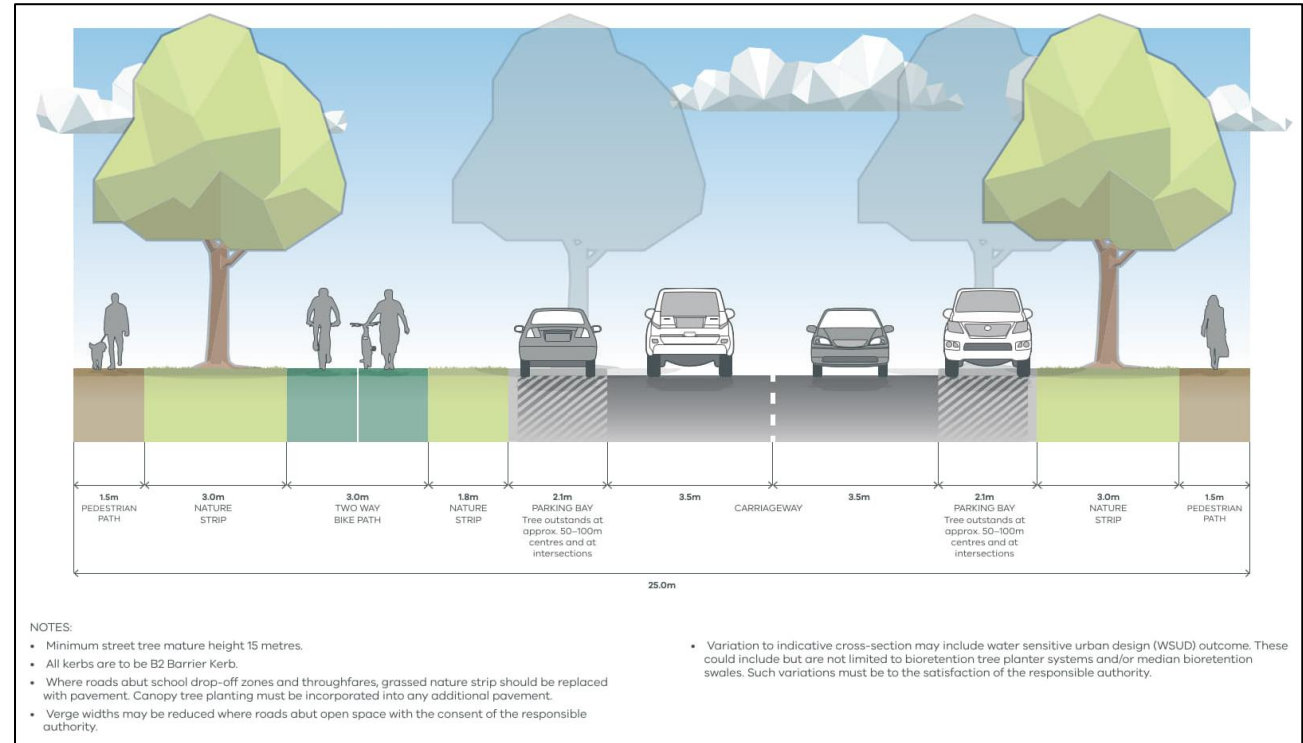 1.5m
PEDESTRIAN
PATH
3.0m
NATURE
STRIP
3.0m
TWO WAY
BIKE PATH
1.8m
NATURE
STRIP
2.1m
PARKING BAY
Tree outstands at
approx. 50–100m
centres and at
intersections
3.5m
CARRIAGEWAY
3.5m
2.1m
PARKING BAY
Tree outstands at
approx. 50–100m
centres and at
intersections
3.0m
NATURE
STRIP
1.5m
PEDESTRIAN
PATH
25.0m
NOTES:
• Minimum street tree mature height 15 metres.
• All kerbs are to be B2 Barrier Kerb.
• Where roads abut school drop-off zones and throughfares, grassed nature strip should be replaced
with pavement. Canopy tree planting must be incorporated into any additional pavement.
• Verge widths may be reduced where roads abut open space with the consent of the responsible
authority.
• Variation to indicative cross-section may include water sensitive urban design (WSUD) outcome. These
could include but are not limited to bioretention tree planter systems and/or median bioretention
swales. Such variations must be to the satisfaction of the responsible authority.